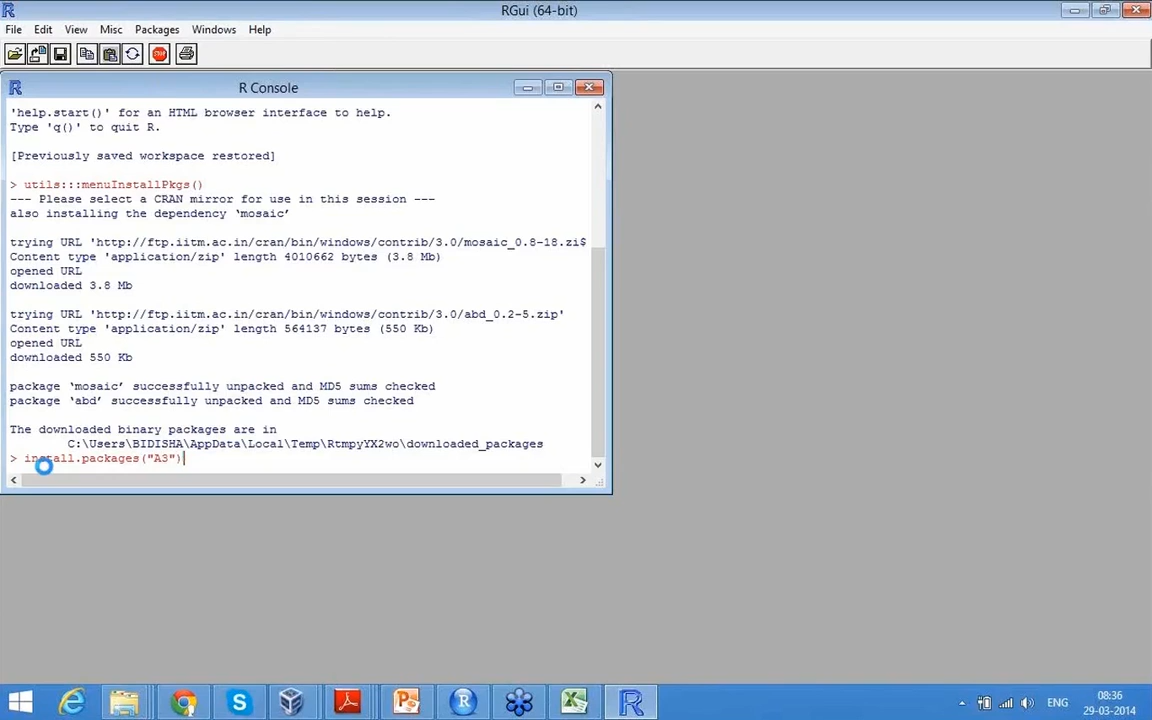 RGui (64-bit)
File Edit View Misc Packages Windows Help
STOP
R Console
'help.start()' for an HTML browser interface to help.
Type 'q()' to quit R.
[Previously saved workspace restored]
> utils:::menuInstallPkgs()
--- Please select a CRAN mirror for use in this session ---
also installing the dependency ‘mosaic’
trying URL 'http://ftp.iitm.ac.in/cran/bin/windows/contrib/3.0/mosaic_0.8-18.zi$
Content type 'application/zip' length 4010662 bytes (3.8 Mb)
opened URL
downloaded 3.8 Mb
trying URL 'http://ftp.iitm.ac.in/cran/bin/windows/contrib/3.0/abd_0.2-5.zip'
Content type 'application/zip' length 564137 bytes (550 Kb)
opened URL
downloaded 550 Kb
package ‘mosaic’ successfully unpacked and MD5 sums checked
package ‘abd’ successfully unpacked and MD5 sums checked
The downloaded binary packages are in
C:\Users\BIDISHA\AppData\Local\Temp\RtmpyYX2wo\downloaded_packages
> install.packages("A3")
ENG
08:36
29-03-2014